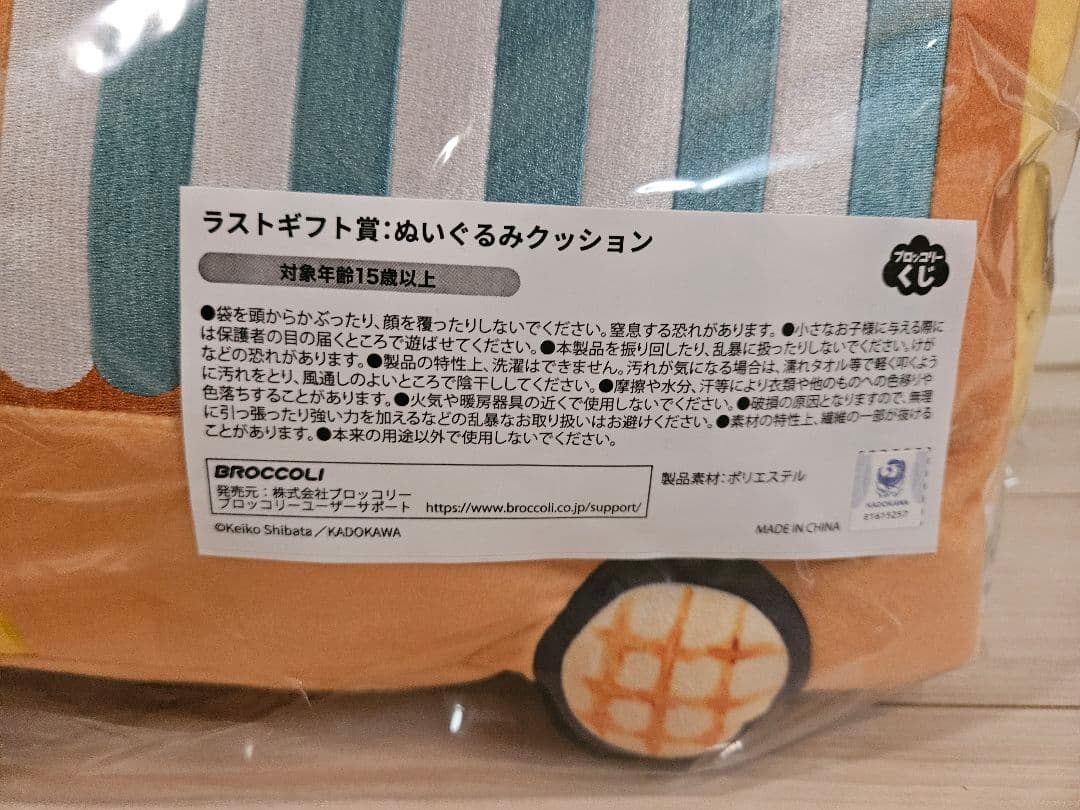 ラストギフト賞:ぬいぐるみクッション
ブロッコリー
くじ
対象年齢15歳以上
●袋を頭からかぶったり、顔を覆ったりしないでください。窒息する恐れがあります。●小さなお子様に与える際に
は保護者の目の届くところで遊ばせてください。●本製品を振り回したり、乱暴に扱ったりしないでください。けが
などの恐れがあります。●製品の特性上、洗濯はできません。汚れが気になる場合は、濡れタオル等で軽く叩くよう
に汚れをとり、風通しのよいところで陰干ししてください。●摩擦や水分、汗等により衣類や他のものへの色移りや
色落ちすることがあります。●火気や暖房器具の近くで使用しないでください。●破損の原因となりますので、無理
に引っ張ったり強い力を加えるなどの乱暴なお取り扱いはお避けください。●素材の特性上、繊維の一部が抜ける
ことがあります。●本来の用途以外で使用しないでください。
BROCCOLI
発売元:株式会社ブロッコリー
ブロッコリーユーザーサポート https://www.broccoli.co.jp/support/
製品素材:ポリエステル
KADOKAWA
E1615257
©Keiko Shibata/KADOKAWA
MADE IN CHINA